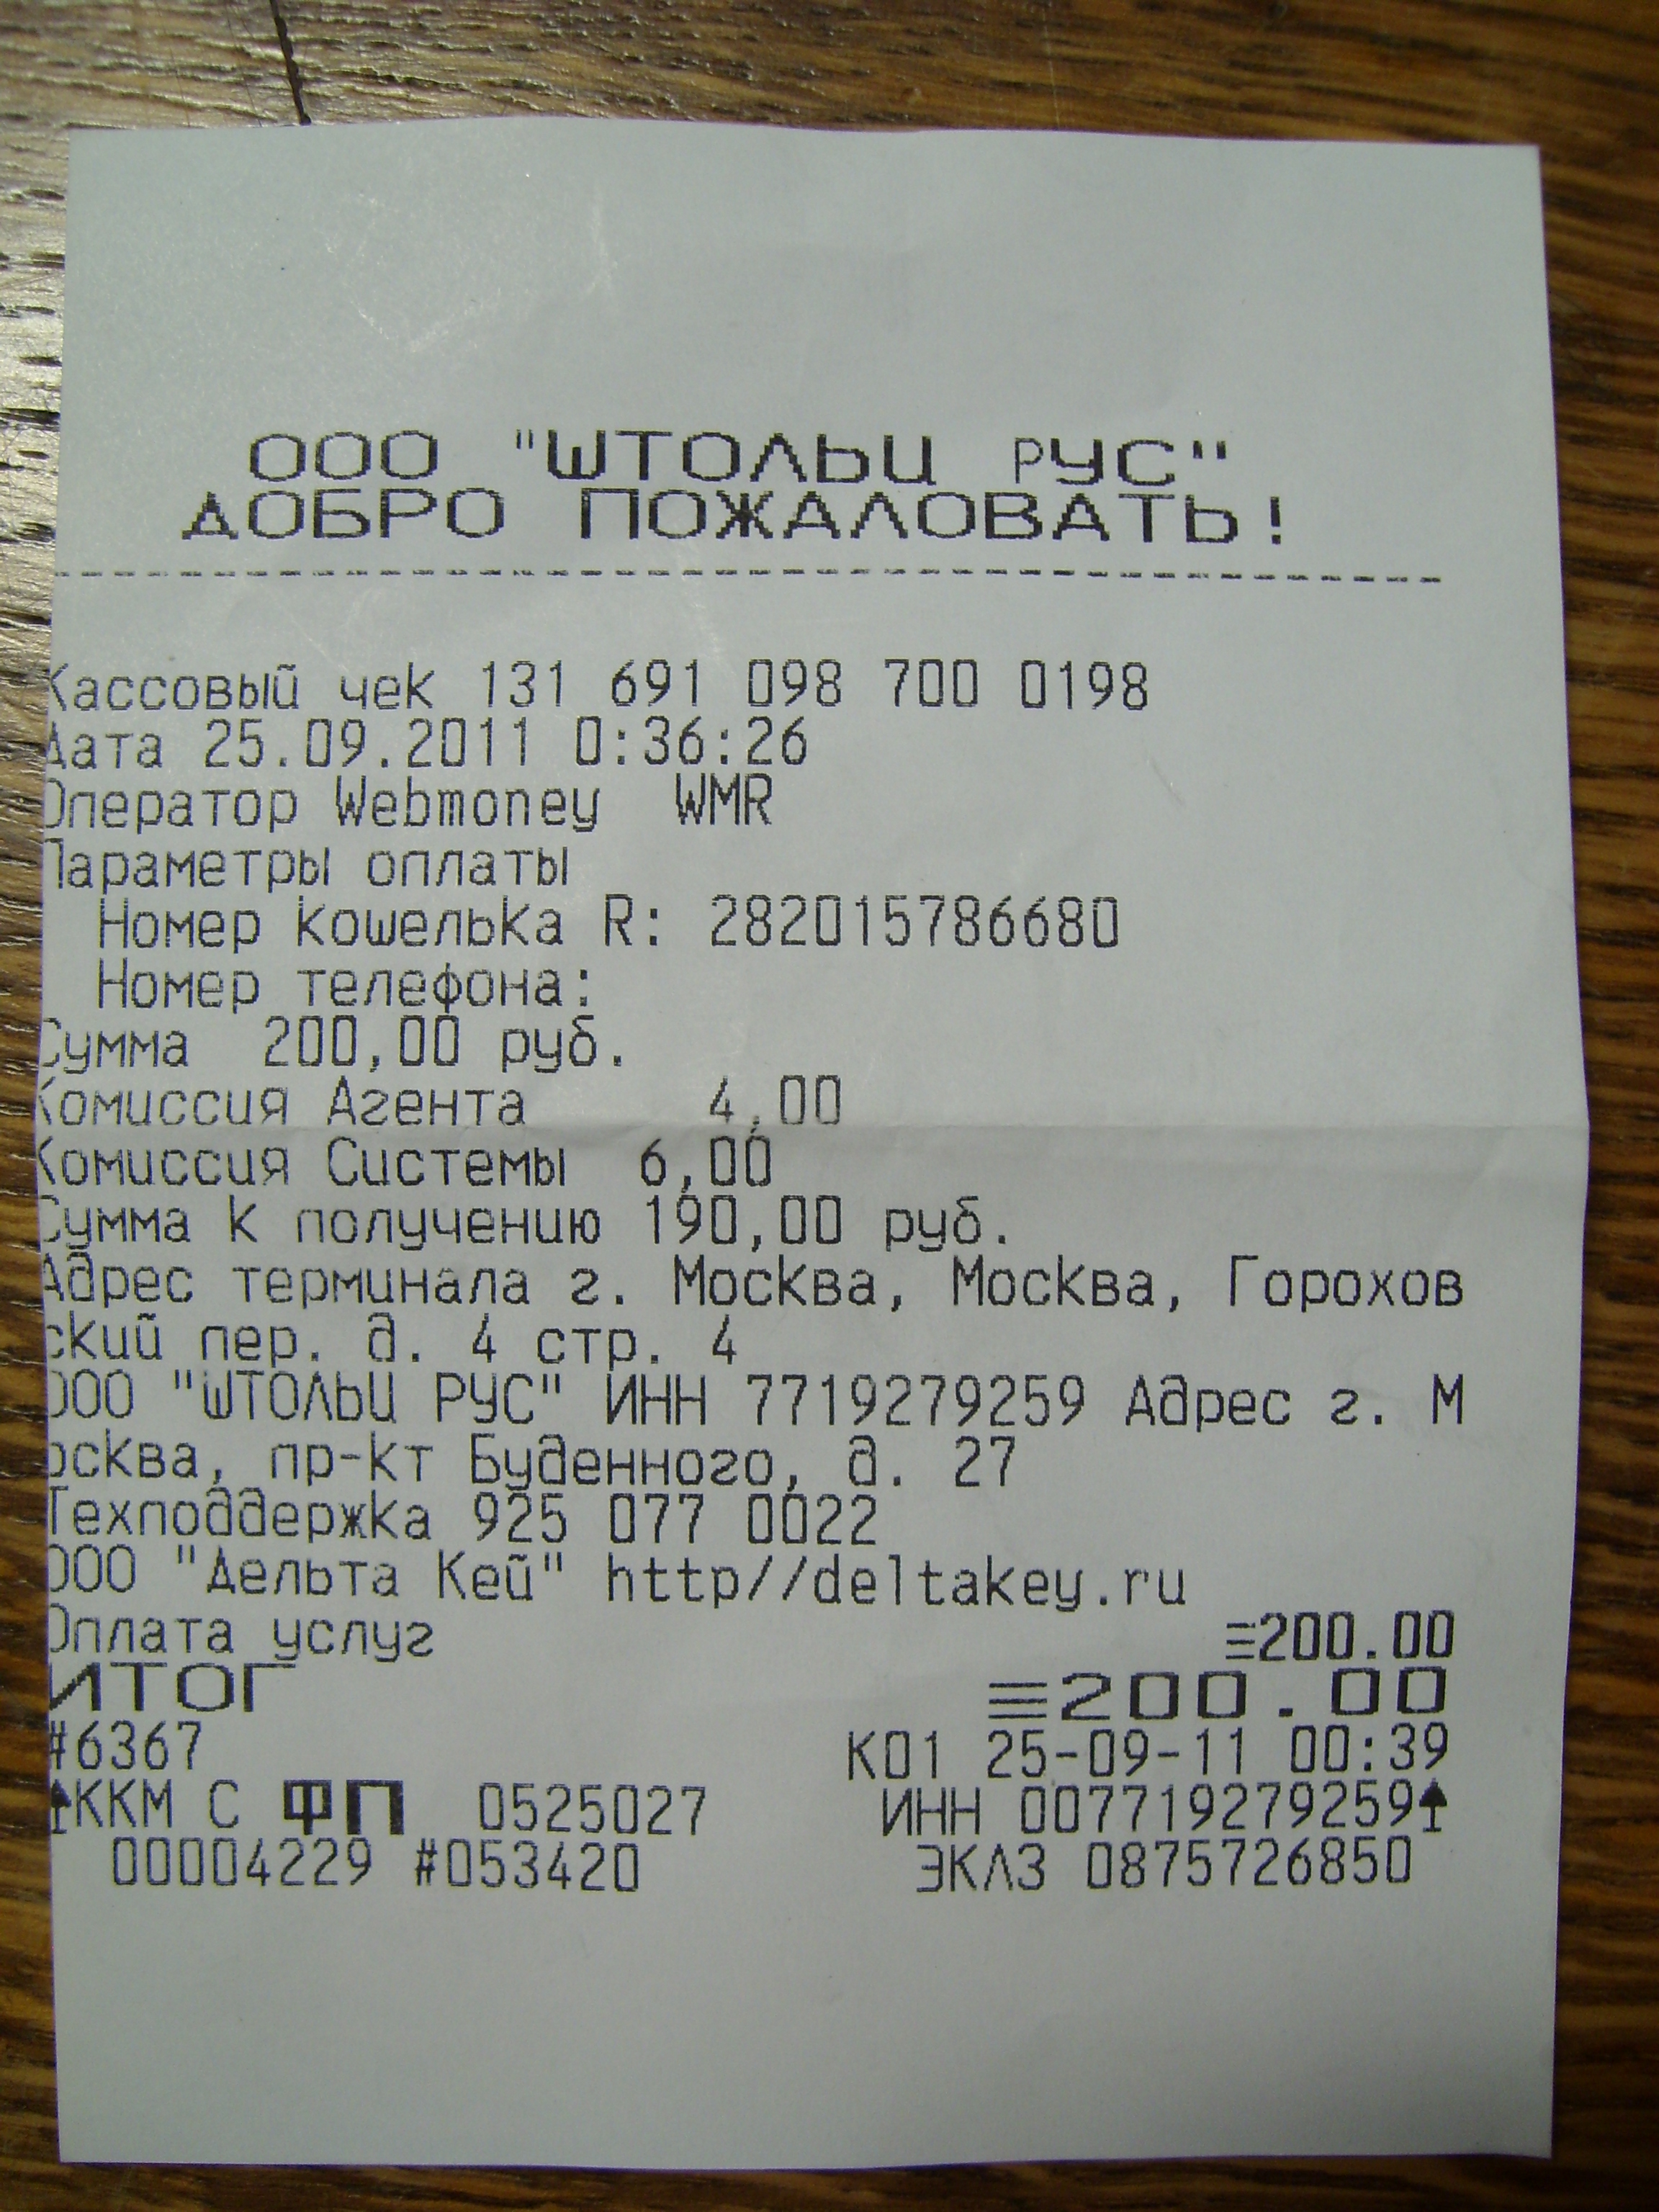 ООО "ШТОЛЬЦ РУС"
ДОБРО ПОЖАЛОВАТЬ!
Кассовый чек 131 691 098 700 0198
Дата 25.09.2011 0:36:26
Оператор Webmoney WMR
Параметры оплаты
Номер кошелька R: 282015786680
Номер телефона:
Сумма 200,00 руб.
Комиссия Агента 4,00
Комиссия Системы 6,00
Сумма к получению 190,00 руб.
Адрес терминала г. Москва, Москва, Горохов
ский пер. д. 4 стр. 4
ООО "ШТОЛЬЦ РУС" ИНН 7719279259 Адрес г. М
осква, пр-кт Буденного, д. 27
Техподдержка 925 077 0022
ООО "Дельта Кей" http//deltakey.ru
Оплата услуг ≡200.00
ИТОГ ≡200.00
#6367 К01 25-09-11 00:39
ККМ С ФП 0525027 ИНН 007719279259
00004229 #053420 ЭКЛЗ 0875726850